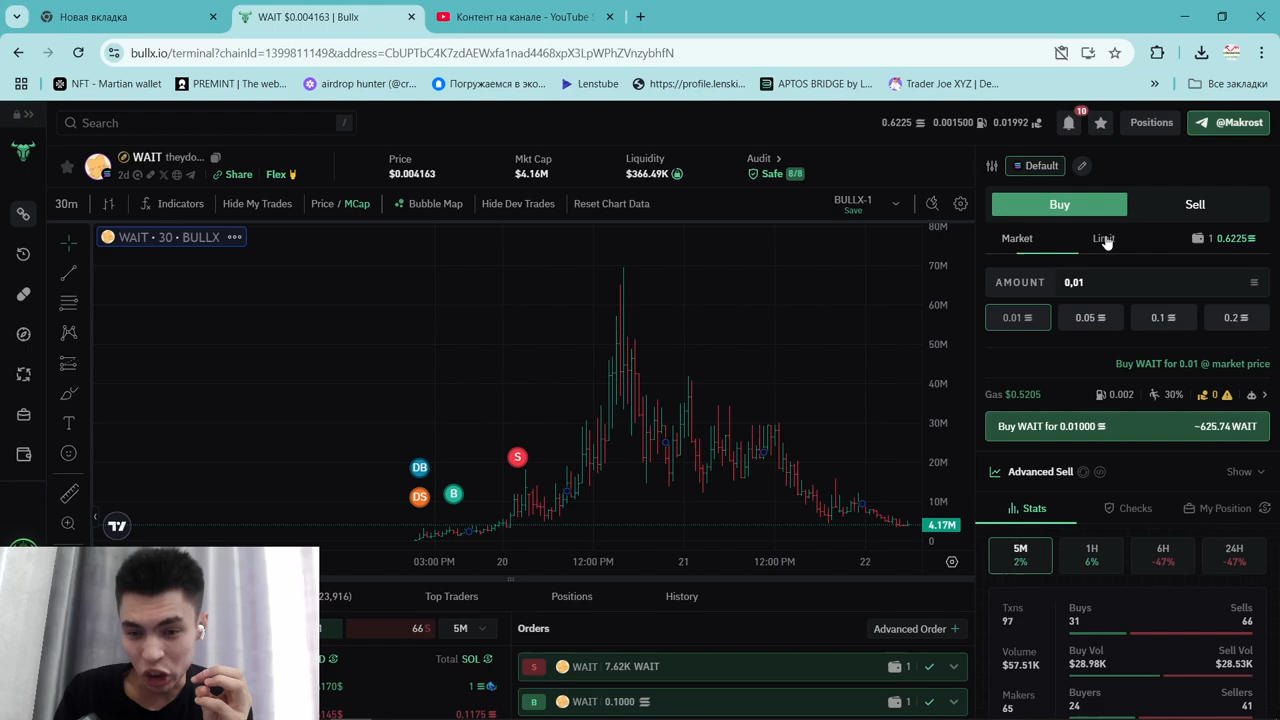 Новая вкладка
WAIT $0.004163 | Bullx
Контент на канале - YouTube S
bullx.io/terminal?chainId=1399811149&address=CbUPTbC4K7zdAEWxfa1nad4468xpX3LpWPhZVnzybhfN
NFT - Martian wallet
PREMINT | The web...
airdrop hunter (@cr...
Погружаемся в эко...
Lenstube
https://profile.lenski...
APTOS BRIDGE by L...
Trader Joe XYZ | De...
Все закладки
Search /
0.6225 0.001500 0.01992
10
Positions
@Makrost
WAIT theydo...
2d
Share Flex
Price
$0.004163
Mkt Cap
$4.16M
Liquidity
$366.49K
Audit
Safe 8/8
Default
30m
Indicators
Hide My Trades
Price / MCap
Bubble Map
Hide Dev Trades
Reset Chart Data
BULLX-1
Save
Buy
Sell
WAIT · 30 · BULLX
Market
Limit
1 0.6225
AMOUNT 0,01
0.01 0.05 0.1 0.2
Buy WAIT for 0.01 @ market price
Gas $0.5205
0.002 30% 0
Buy WAIT for 0.01000 ~625.74 WAIT
Advanced Sell
Show
Stats
Checks
My Position
5M
2%
1H
6%
6H
-47%
24H
-47%
Txns
97
Buys
31
Sells
66
Volume
$57.51K
Buy Vol
$28.98K
Sell Vol
$28.53K
Makers
65
Buyers
24
Sellers
41
80M
70M
60M
50M
40M
30M
20M
10M
4.17M
0
DB
DS
B
S
03:00 PM 20 12:00 PM 21 12:00 PM 22
23,916)
Top Traders
Positions
History
66 S
5M
Orders
Advanced Order +
Total SOL
S WAIT 7.62K WAIT 1
B WAIT 0.1000 1
170$
1
145$
0.1175